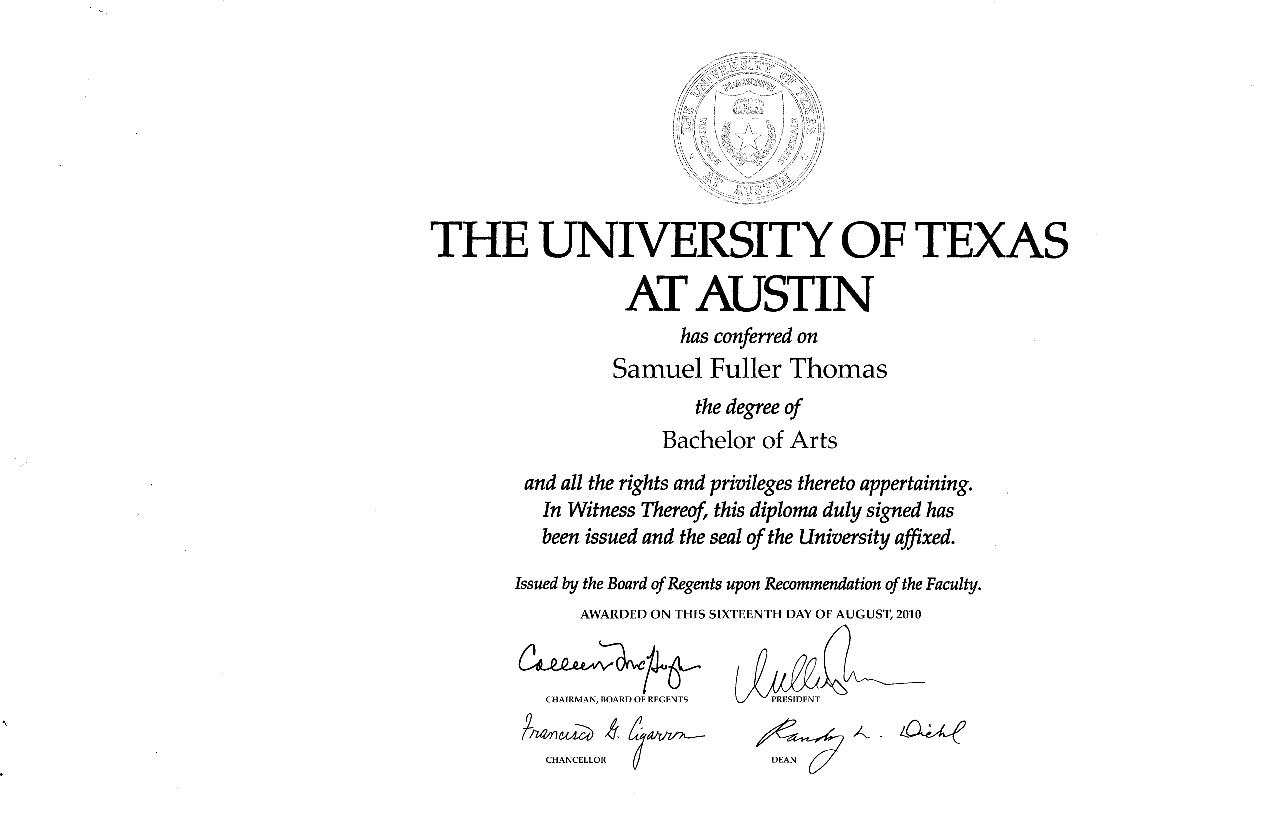 THE UNIVERSITY OF TEXAS
AT AUSTIN
THE UNIVERSITY OF TEXAS
AT AUSTIN
has conferred on
Samuel Fuller Thomas
the degree of
Bachelor of Arts
and all the rights and privileges thereto appertaining.
In Witness Thereof, this diploma duly signed has
been issued and the seal of the University affixed.
Issued by the Board of Regents upon Recommendation of the Faculty.
AWARDED ON THIS SIXTEENTH DAY OF AUGUST, 2010
Colleen McHugh
CHAIRMAN, BOARD OF REGENTS
PRESIDENT
Francisco G. Cigarroa
CHANCELLOR
Randy L. Diehl
DEAN